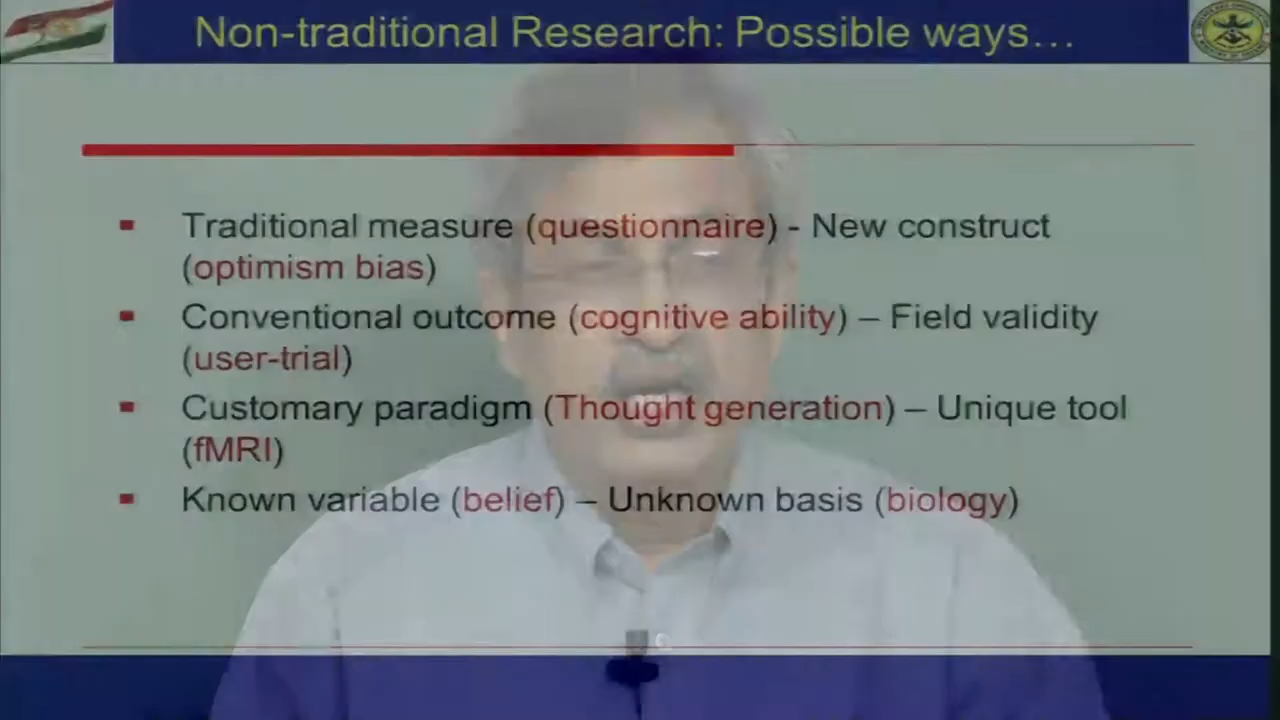 Non-traditional Research: Possible ways…
Traditional measure (questionnaire) - New construct
(optimism bias)
Conventional outcome (cognitive ability) – Field validity
(user-trial)
Customary paradigm (Thought generation) – Unique tool
(fMRI)
Known variable (belief) – Unknown basis (biology)